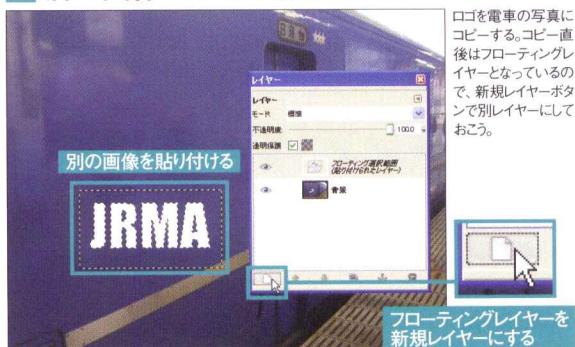 ロゴを電車の写真に
コピーする。コピー直
後はフローティングレ
イヤーとなっているの
で、新規レイヤーボタ
ンで別レイヤーにして
おこう。
レイヤー
レイヤー
モード: 標準
不透明度: 100.0
透明保護
フローティング選択範囲
(貼り付けられたレイヤー)
背景
別の画像を貼り付ける
JRMA
フローティングレイヤーを
新規レイヤーにする